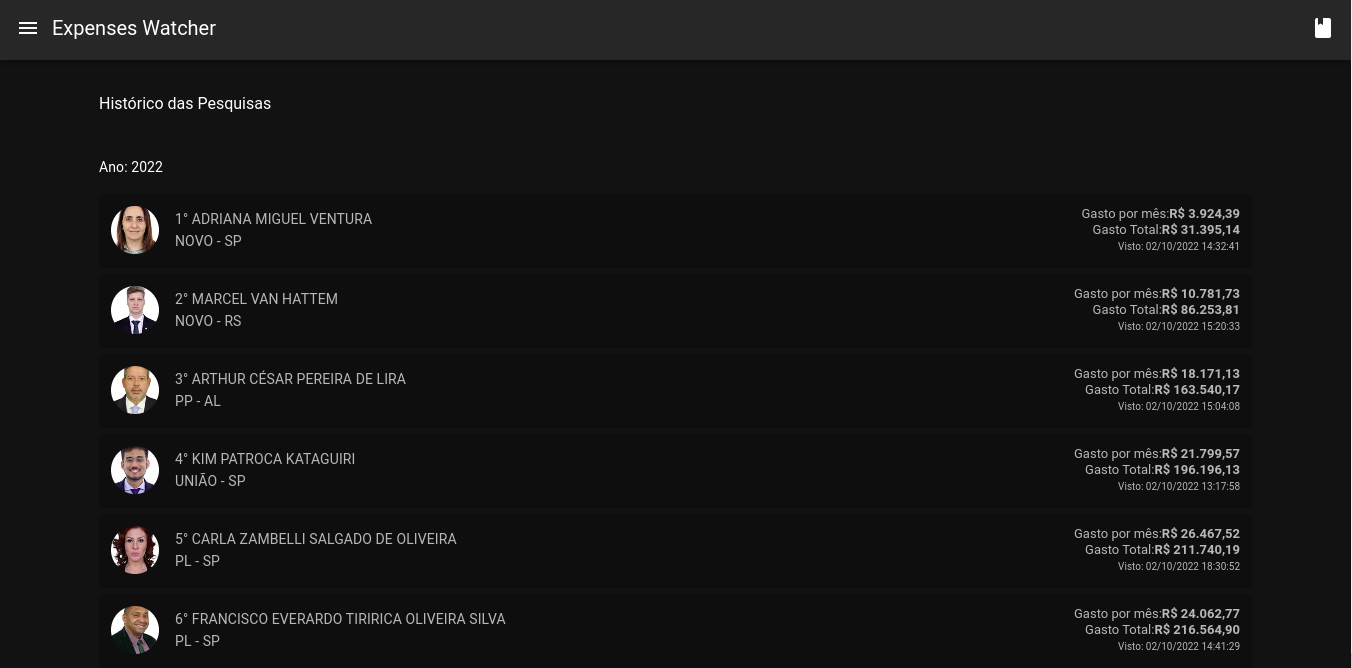 Expenses Watcher
Histórico das Pesquisas
Ano: 2022
1° ADRIANA MIGUEL VENTURA
NOVO - SP
Gasto por mês:R$ 3.924,39
Gasto Total:R$ 31.395,14
Visto: 02/10/2022 14:32:41
2° MARCEL VAN HATTEM
NOVO - RS
Gasto por mês:R$ 10.781,73
Gasto Total:R$ 86.253,81
Visto: 02/10/2022 15:20:33
3° ARTHUR CÉSAR PEREIRA DE LIRA
PP - AL
Gasto por mês:R$ 18.171,13
Gasto Total:R$ 163.540,17
Visto: 02/10/2022 15:04:08
4° KIM PATROCA KATAGUIRI
UNIÃO - SP
Gasto por mês:R$ 21.799,57
Gasto Total:R$ 196.196,13
Visto: 02/10/2022 13:17:58
5° CARLA ZAMBELLI SALGADO DE OLIVEIRA
PL - SP
Gasto por mês:R$ 26.467,52
Gasto Total:R$ 211.740,19
Visto: 02/10/2022 18:30:52
6° FRANCISCO EVERARDO TIRIRICA OLIVEIRA SILVA
PL - SP
Gasto por mês:R$ 24.062,77
Gasto Total:R$ 216.564,90
Visto: 02/10/2022 14:41:29